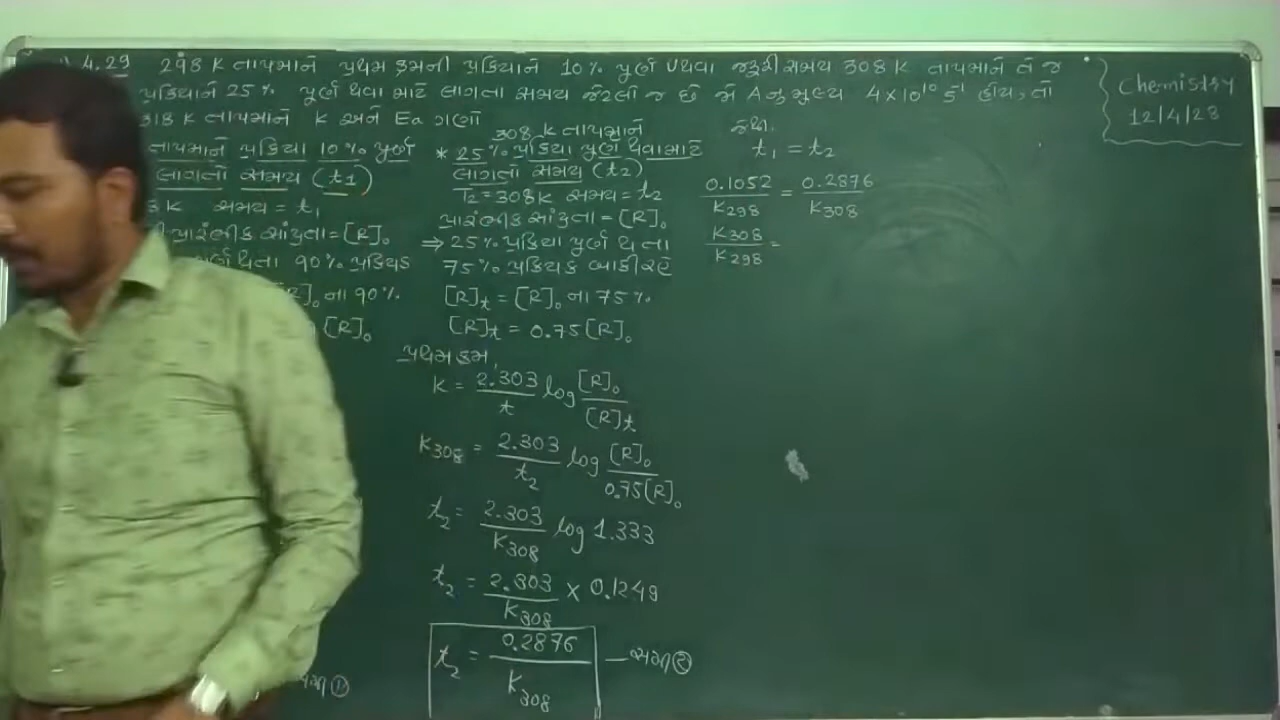 4.29 298 K તાપમાને પ્રથમ ક્રમની પ્રક્રિયાને 10% પૂર્ણ થવા જરૂરી સમય 308 K તાપમાને તે જ
પ્રક્રિયાને 25% પૂર્ણ થવા માટે લાગતા સમય જેટલો જ છે જો A નું મૂલ્ય 4×10¹⁰ s⁻¹ હોય, તો
318 K તાપમાને K અને Ea ગણો
તાપમાને પ્રક્રિયા 10% પૂર્ણ
લાગતો સમય (t1)
K સમય = t₁
પ્રારંભીક સાંદ્રતા = [R]₀
થતા 90% પ્રક્રિયક
[R]₀ ના 90%
[R]₀
સમી ①
308 K તાપમાને
* 25% પ્રક્રિયા પૂર્ણ થવા માટે
લાગતો સમય (t2)
T₂ = 308 K સમય = t₂
પ્રારંભીક સાંદ્રતા = [R]₀
⇒ 25% પ્રક્રિયા પૂર્ણ થતા
75% પ્રક્રિયક બાકી રહે
[R]t = [R]₀ ના 75%
[R]t = 0.75 [R]₀
પ્રથમ ક્રમ,
K = 2.303/t log [R]₀/[R]t
K308 = 2.303/t₂ log [R]₀/0.75[R]₀
t₂ = 2.303/K308 log 1.333
t₂ = 2.303/K308 × 0.1249
t₂ = 0.2876/K308 — સમી ②
t₁ = t₂
0.1052/K298 = 0.2876/K308
K308/K298 =
Chemistry
12/4/23